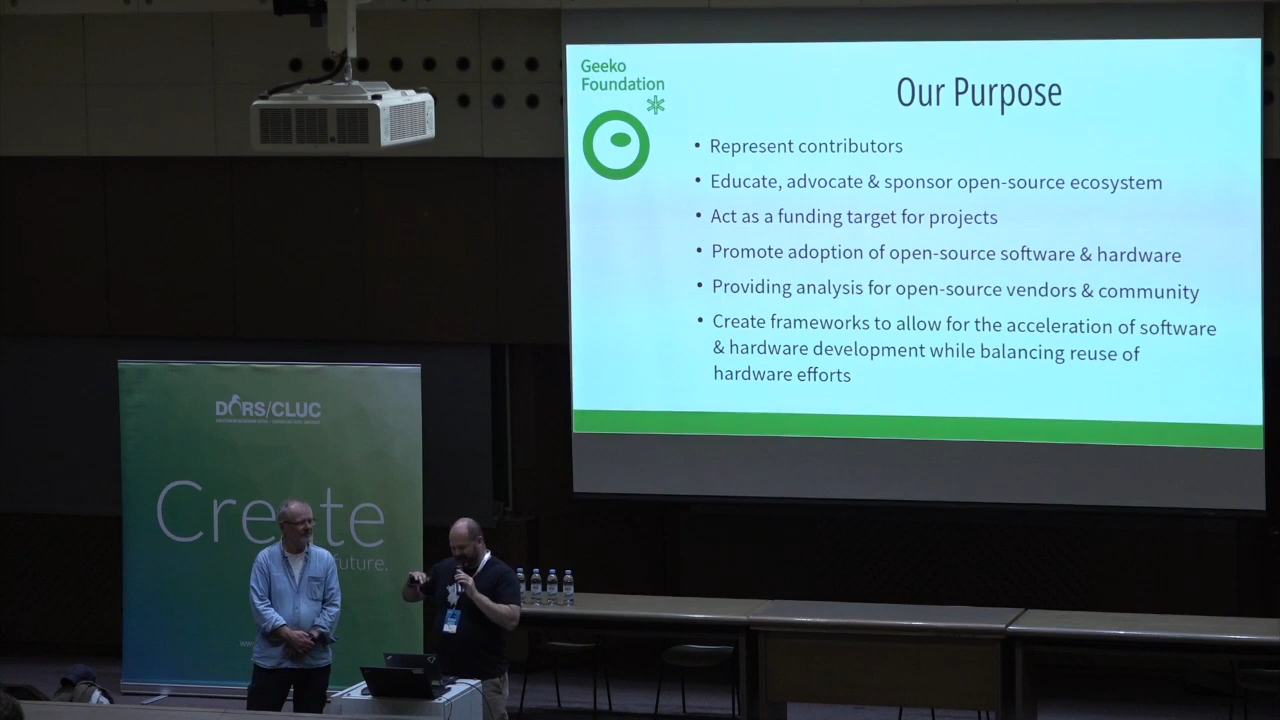 Geeko
Foundation
Our Purpose
• Represent contributors
• Educate, advocate & sponsor open-source ecosystem
• Act as a funding target for projects
• Promote adoption of open-source software & hardware
• Providing analysis for open-source vendors & community
• Create frameworks to allow for the acceleration of software
& hardware development while balancing reuse of
hardware efforts
DORS/CLUC
Create
future.